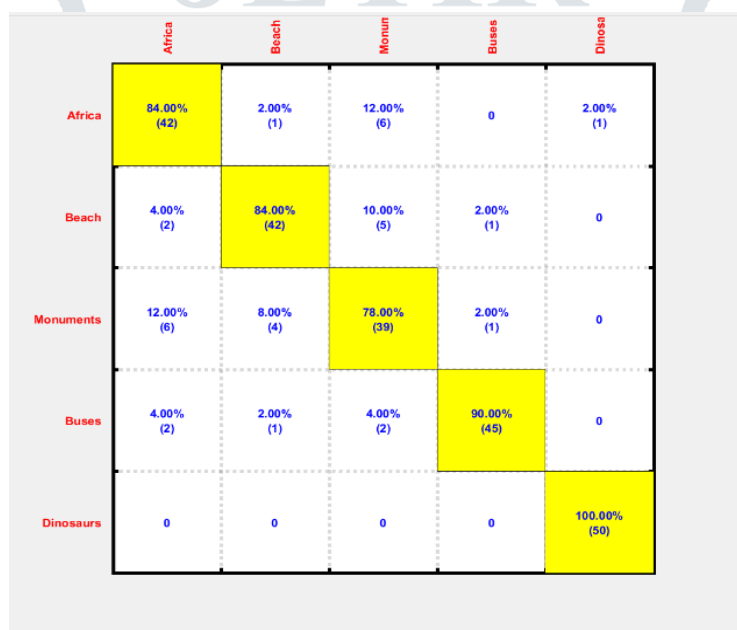 Africa Beach Monun Buses Dinosa
Africa 84.00% 2.00% 12.00% 0 2.00%
(42) (1) (6) (1)
Beach 4.00% 84.00% 10.00% 2.00% 0
(2) (42) (5) (1)
Monuments 12.00% 8.00% 78.00% 2.00% 0
(6) (4) (39) (1)
Buses 4.00% 2.00% 4.00% 90.00% 0
(2) (1) (2) (45)
Dinosaurs 0 0 0 0 100.00%
(50)